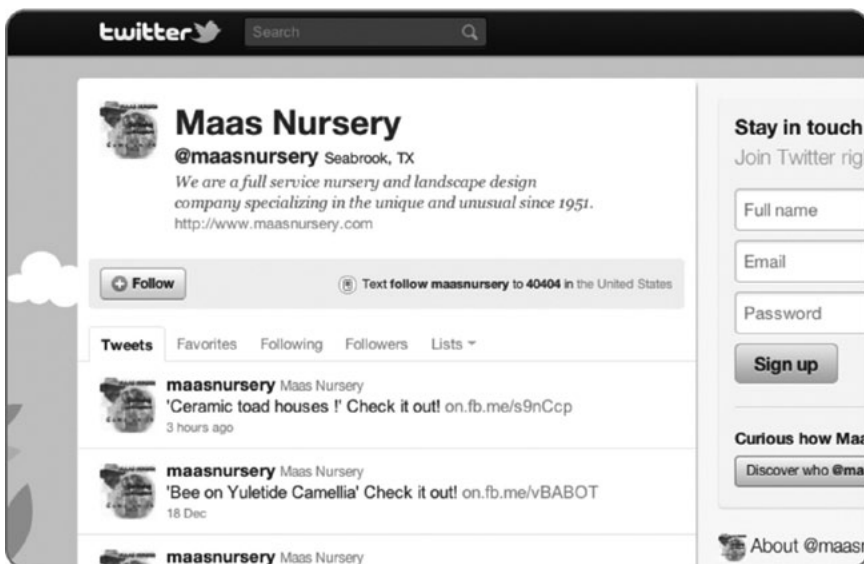 twitter
Search
Maas Nursery
@maasnursery Seabrook, TX
We are a full service nursery and landscape design
company specializing in the unique and unusual since 1951.
http://www.maasnursery.com
Follow
Text follow maasnursery to 40404 in the United States
Tweets Favorites Following Followers Lists
maasnursery Maas Nursery
'Ceramic toad houses !' Check it out! on.fb.me/s9nCcp
3 hours ago
maasnursery Maas Nursery
'Bee on Yuletide Camellia' Check it out! on.fb.me/vBABOT
18 Dec
maasnursery Maas Nursery
Stay in touch
Join Twitter rig
Full name
Email
Password
Sign up
Curious how Maa
Discover who @ma
About @maasn